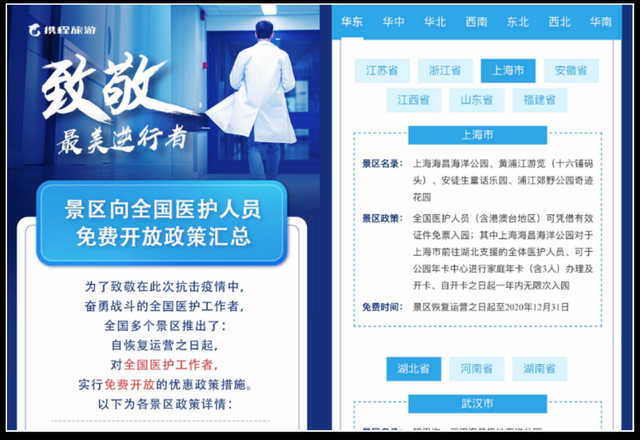 携程旅游
致敬
最美逆行者
景区向全国医护人员
免费开放政策汇总
为了致敬在此次抗击疫情中，
奋勇战斗的全国医护工作者，
全国多个景区推出了：
自恢复运营之日起，
对全国医护工作者，
实行免费开放的优惠政策措施。
以下为各景区政策详情：
华东 华中 华北 西南 东北 西北 华南
江苏省 浙江省 上海市 安徽省
江西省 山东省 福建省
上海市
景区名录： 上海海昌海洋公园、黄浦江游览（十六铺码
头）、安徒生童话乐园、浦江郊野公园奇迹
花园
景区政策： 全国医护人员（含港澳台地区）可凭借有效
证件免票入园；其中上海海昌海洋公园对于
上海市前往湖北支援的全体医护人员、可于
公园年卡中心进行家庭年卡（含3人）办理及
开卡、自开卡之日起一年内无限次入园
免费时间： 景区恢复运营之日起至2020年12月31日
湖北省 河南省 湖南省
武汉市